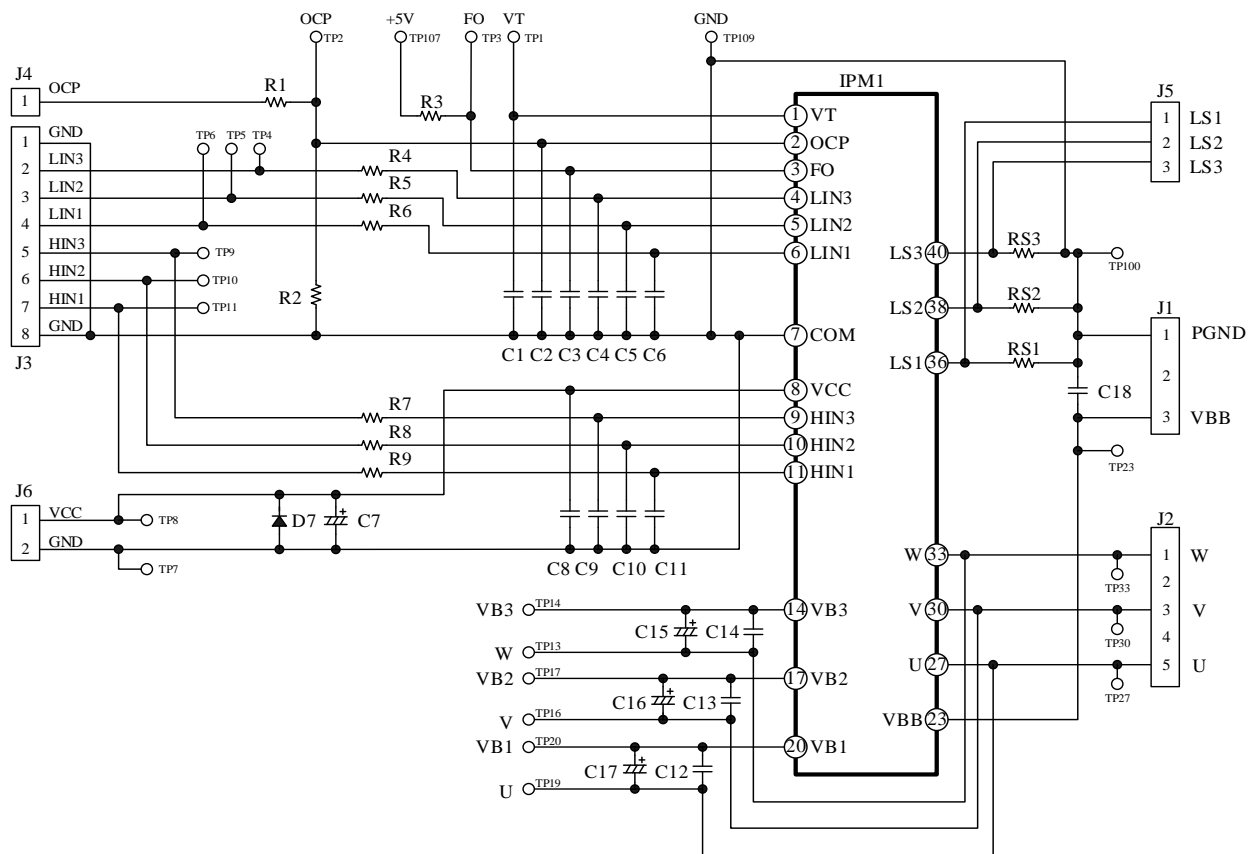 OCP +5V FO VT GND
TP2 TP107 TP3 TP1 TP109
J4
OCP
1
R1
R3
IPM1
J5
1 LS1
2 LS2
3 LS3
1 GND
2 LIN3
3 LIN2
4 LIN1
5 HIN3
6 HIN2
7 HIN1
8 GND
J3
TP6 TP5 TP4
R4
R5
R6
TP9
TP10
TP11
R2
C1 C2 C3 C4 C5 C6
1 VT
2 OCP
3 FO
4 LIN3
5 LIN2
6 LIN1
7 COM
8 VCC
9 HIN3
10 HIN2
11 HIN1
LS3 40
LS2 38
LS1 36
RS3
RS2
RS1
TP100
J1
1 PGND
2
3 VBB
C18
TP23
R7
R8
R9
J6
1 VCC
2 GND
TP8
TP7
D7
+
C7
C8 C9 C10 C11
W 33
V 30
U 27
VBB 23
TP33
TP30
TP27
J2
1 W
2
3 V
4
5 U
VB3 TP14
C15 + C14
14 VB3
W TP13
VB2 TP17
C16 + C13
17 VB2
V TP16
VB1 TP20
C17 + C12
20 VB1
U TP19